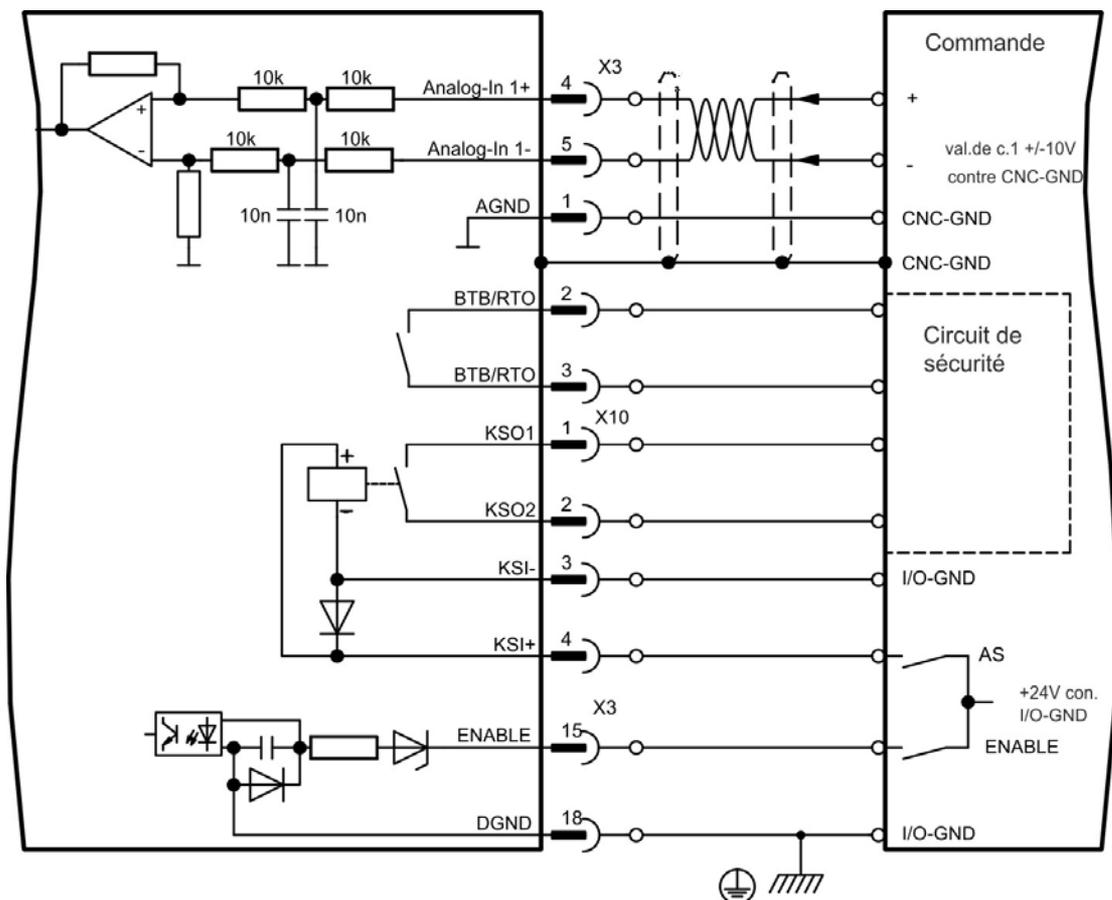 Commande
X3
10k
10k
Analog-In 1+
4
+
+
10k
10k
Analog-In 1-
5
-
-
val.de c.1 +/-10V
contre CNC-GND
10n
10n
AGND
1
CNC-GND
CNC-GND
BTB/RTO
2
Circuit de
sécurité
BTB/RTO
3
X10
KSO1
1
+
-
KSO2
2
KSI-
3
I/O-GND
KSI+
4
AS
+24V con.
I/O-GND
X3
ENABLE
15
ENABLE
DGND
18
I/O-GND